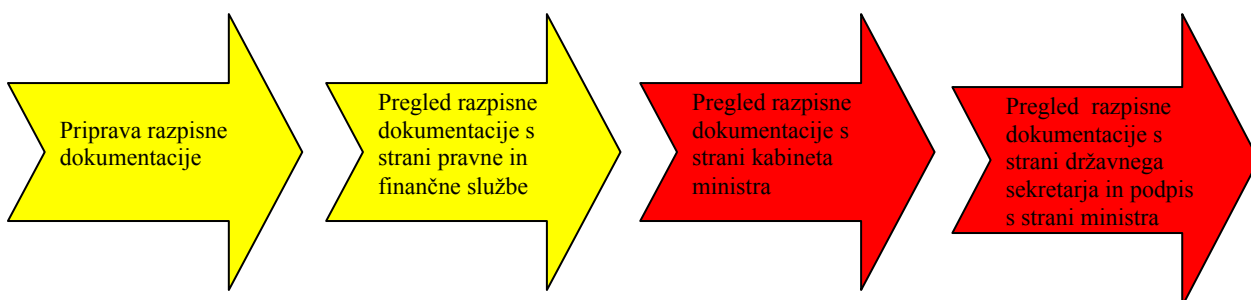 Priprava razpisne
dokumentacije
Pregled razpisne
dokumentacije s
strani pravne in
finančne službe
Pregled razpisne
dokumentacije s
strani kabineta
ministra
Pregled razpisne
dokumentacije s
strani državnega
sekretarja in podpis
s strani ministra